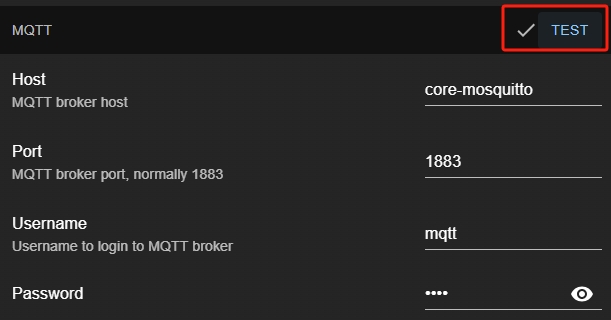 MQTT TEST
Host
MQTT broker host
core-mosquitto
Port
MQTT broker port, normally 1883
1883
Username
Username to login to MQTT broker
mqtt
Password
••••